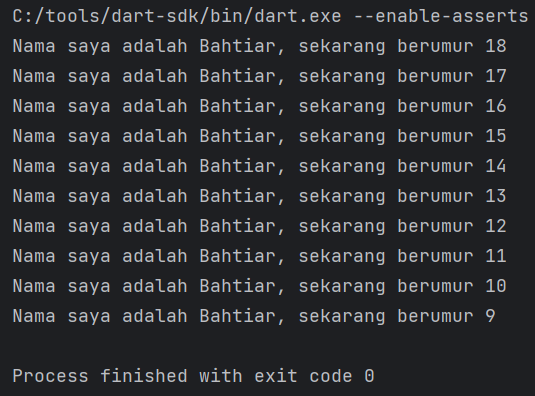 C:/tools/dart-sdk/bin/dart.exe --enable-asserts
Nama saya adalah Bahtiar, sekarang berumur 18
Nama saya adalah Bahtiar, sekarang berumur 17
Nama saya adalah Bahtiar, sekarang berumur 16
Nama saya adalah Bahtiar, sekarang berumur 15
Nama saya adalah Bahtiar, sekarang berumur 14
Nama saya adalah Bahtiar, sekarang berumur 13
Nama saya adalah Bahtiar, sekarang berumur 12
Nama saya adalah Bahtiar, sekarang berumur 11
Nama saya adalah Bahtiar, sekarang berumur 10
Nama saya adalah Bahtiar, sekarang berumur 9
Process finished with exit code 0